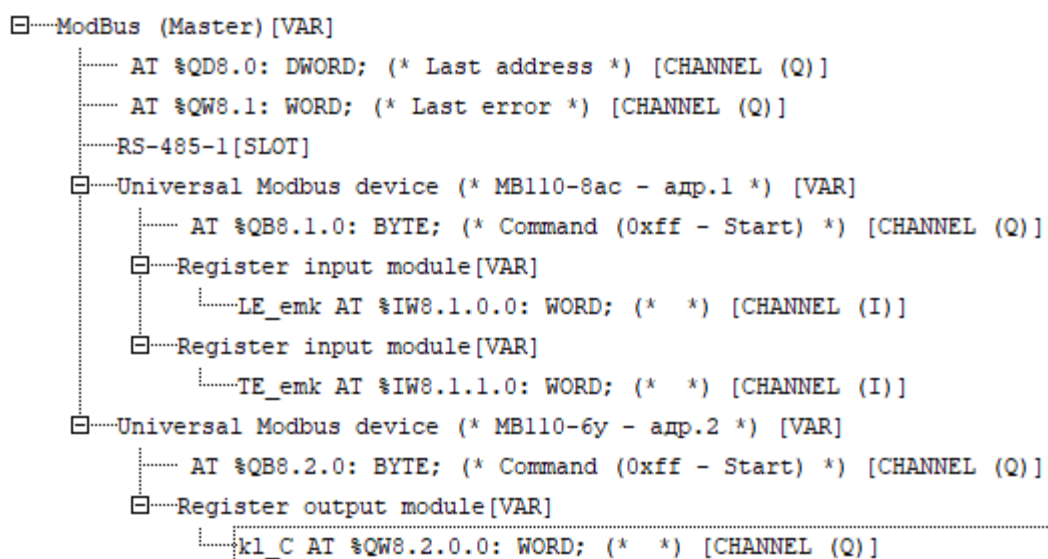 ModBus (Master)[VAR]
AT %QD8.0: DWORD; (* Last address *) [CHANNEL (Q)]
AT %QW8.1: WORD; (* Last error *) [CHANNEL (Q)]
RS-485-1[SLOT]
Universal Modbus device (* MB110-8ac - адр.1 *) [VAR]
AT %QB8.1.0: BYTE; (* Command (0xff - Start) *) [CHANNEL (Q)]
Register input module[VAR]
LE_emk AT %IW8.1.0.0: WORD; (* *) [CHANNEL (I)]
Register input module[VAR]
TE_emk AT %IW8.1.1.0: WORD; (* *) [CHANNEL (I)]
Universal Modbus device (* MB110-6y - адр.2 *) [VAR]
AT %QB8.2.0: BYTE; (* Command (0xff - Start) *) [CHANNEL (Q)]
Register output module[VAR]
kl_C AT %QW8.2.0.0: WORD; (* *) [CHANNEL (Q)]